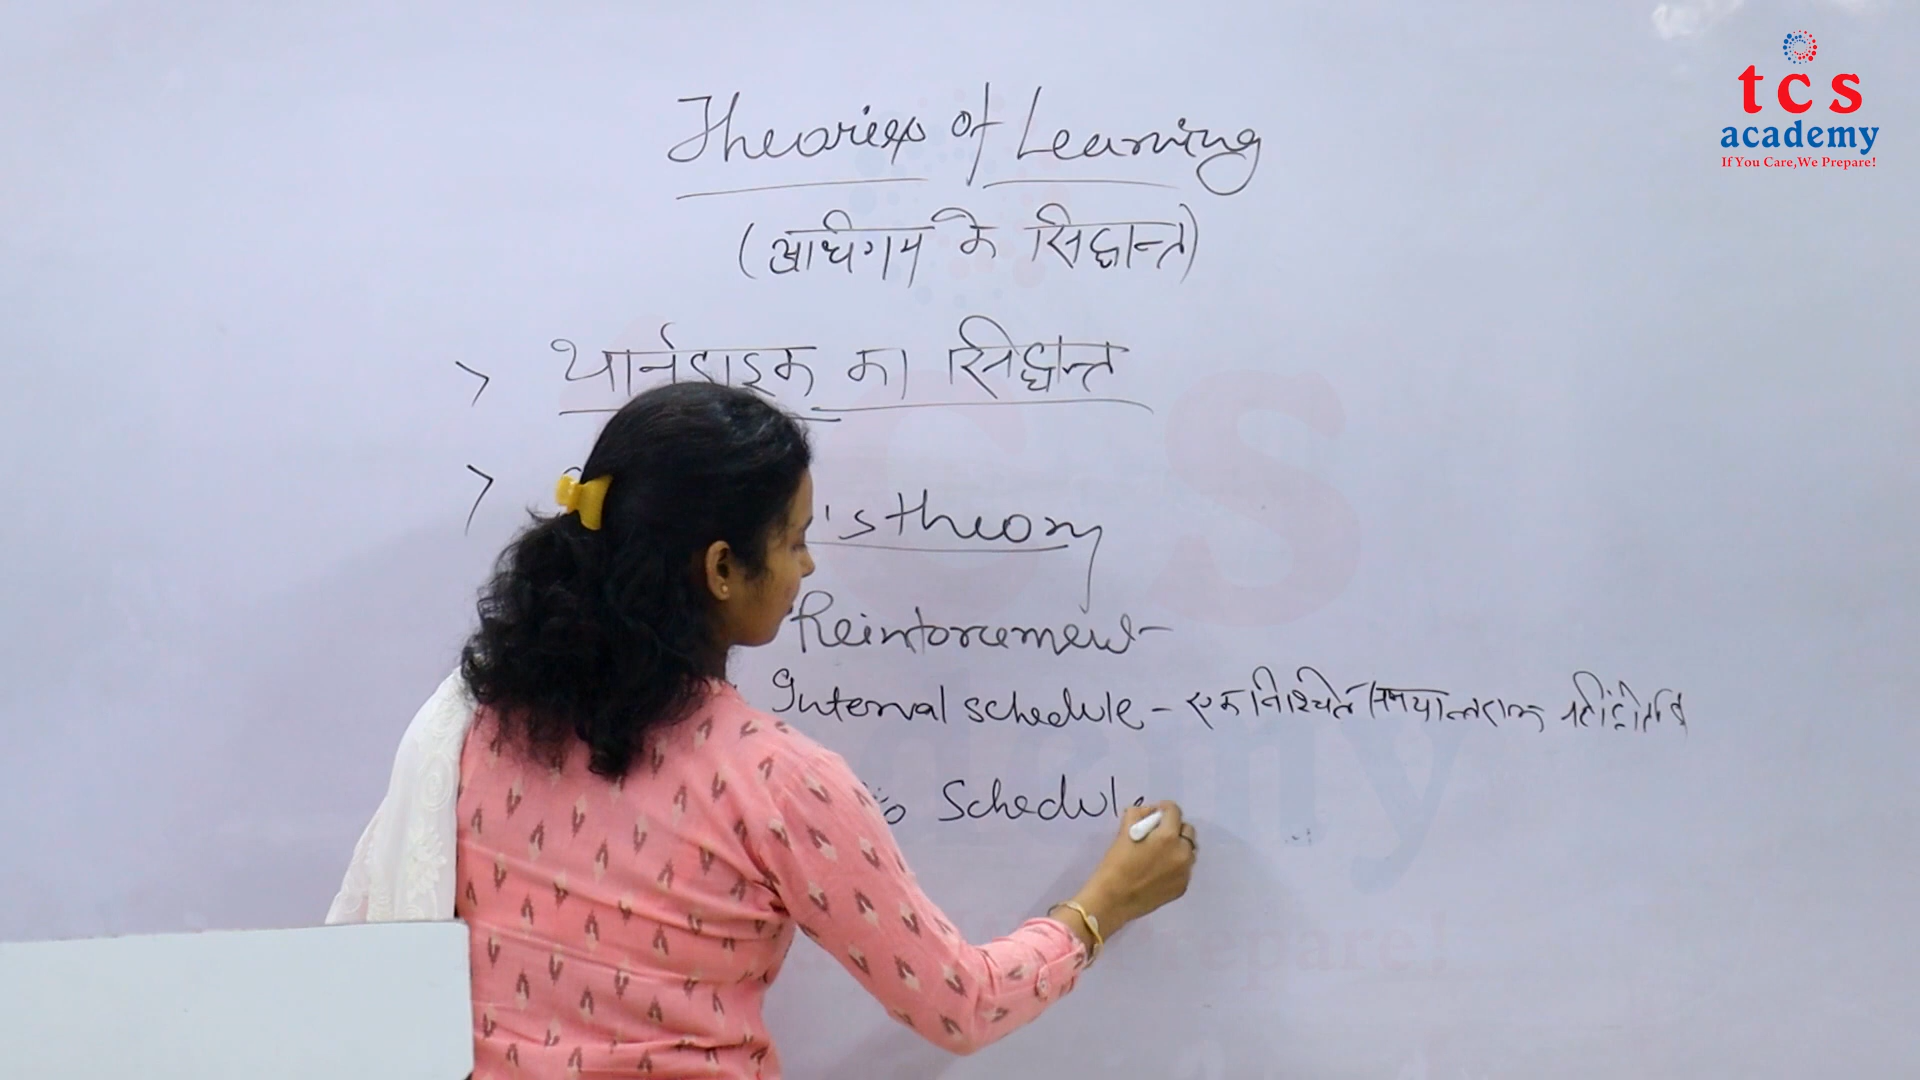 tcs
academy
If You Care,We Prepare!
Theories of Learning
(अधिगम के सिद्धान्त)
> थार्नडाइक का सिद्धान्त
> 's theory
Reinforcement-
Interval schedule - एक निश्चित समयान्तराल
Schedule